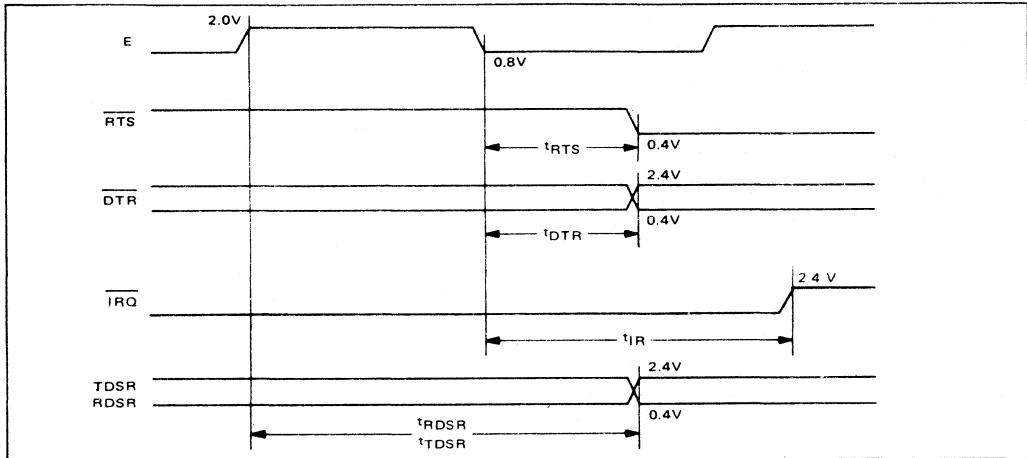 2.0V
E
0.8V
RTS
tRTS
0.4V
2.4V
DTR
0.4V
tDTR
2.4 V
IRQ
tIR
2.4V
TDSR
RDSR
0.4V
tRDSR
tTDSR